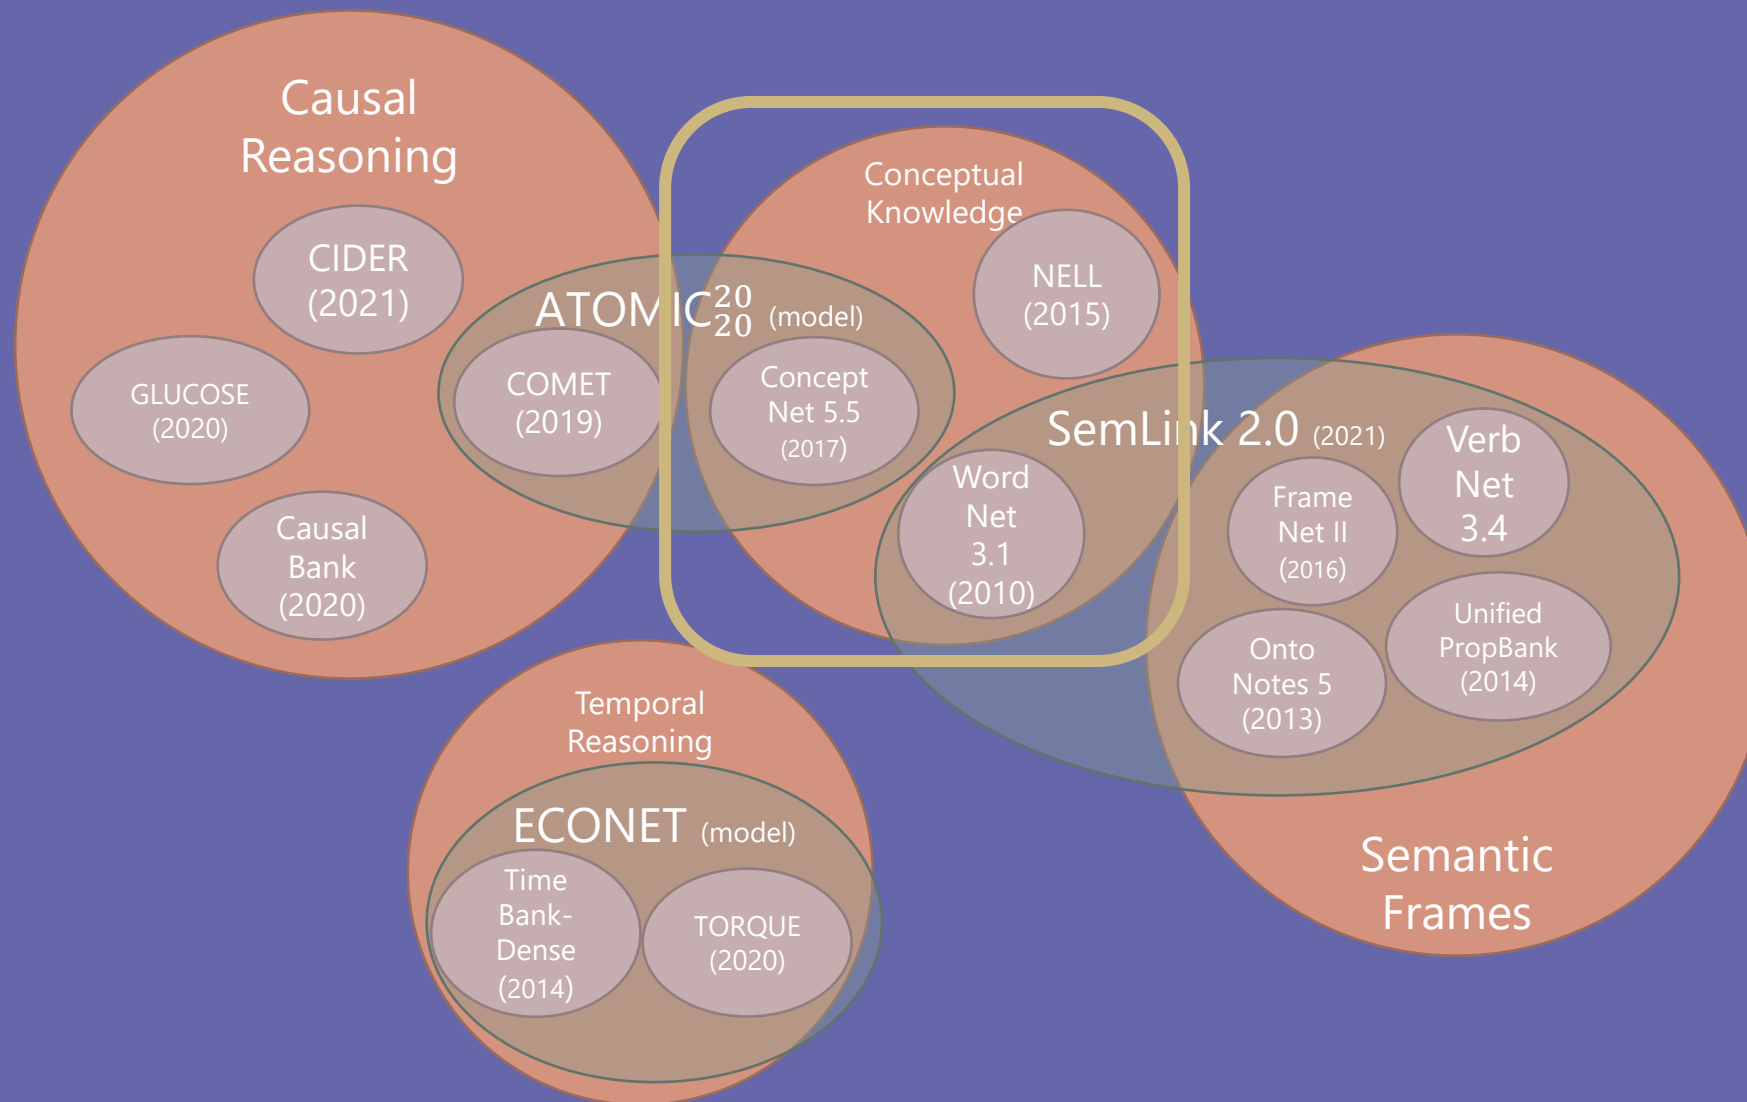 Causal
Reasoning
CIDER
(2021)
GLUCOSE
(2020)
Causal
Bank
(2020)
ATOMIC20 20 (model)
COMET
(2019)
Concept
Net 5.5
(2017)
Conceptual
Knowledge
NELL
(2015)
SemLink 2.0 (2021)
Word
Net
3.1
(2010)
Frame
Net II
(2016)
Verb
Net
3.4
Onto
Notes 5
(2013)
Unified
PropBank
(2014)
Semantic
Frames
Temporal
Reasoning
ECONET (model)
Time
Bank-
Dense
(2014)
TORQUE
(2020)